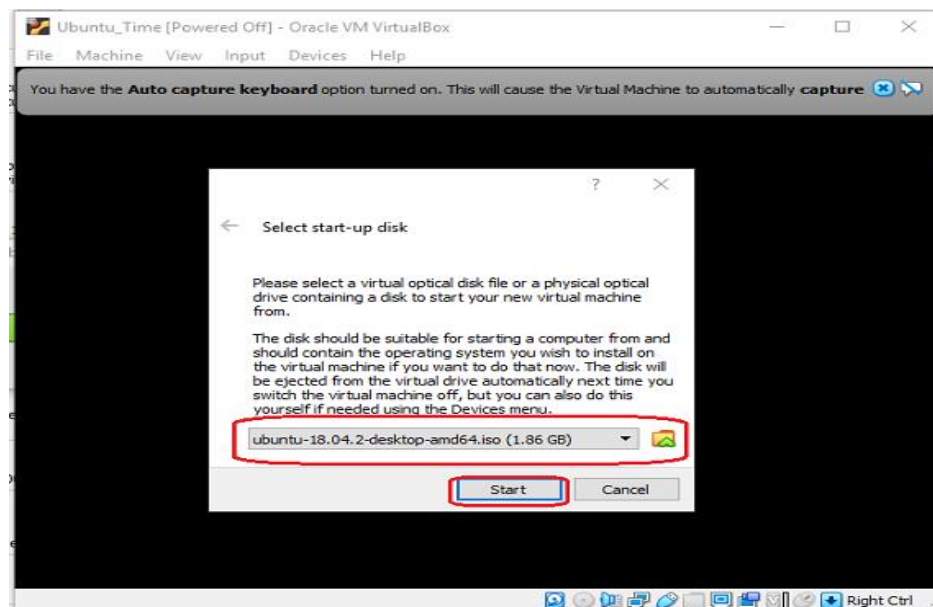 Ubuntu_Time [Powered Off] - Oracle VM VirtualBox
File Machine View Input Devices Help
You have the Auto capture keyboard option turned on. This will cause the Virtual Machine to automatically capture
?
Select start-up disk
Please select a virtual optical disk file or a physical optical
drive containing a disk to start your new virtual machine
from.
The disk should be suitable for starting a computer from and
should contain the operating system you wish to install on
the virtual machine if you want to do that now. The disk will
be ejected from the virtual drive automatically next time you
switch the virtual machine off, but you can also do this
yourself if needed using the Devices menu.
ubuntu-18.04.2-desktop-amd64.iso (1.86 GB)
Start Cancel
Right Ctrl